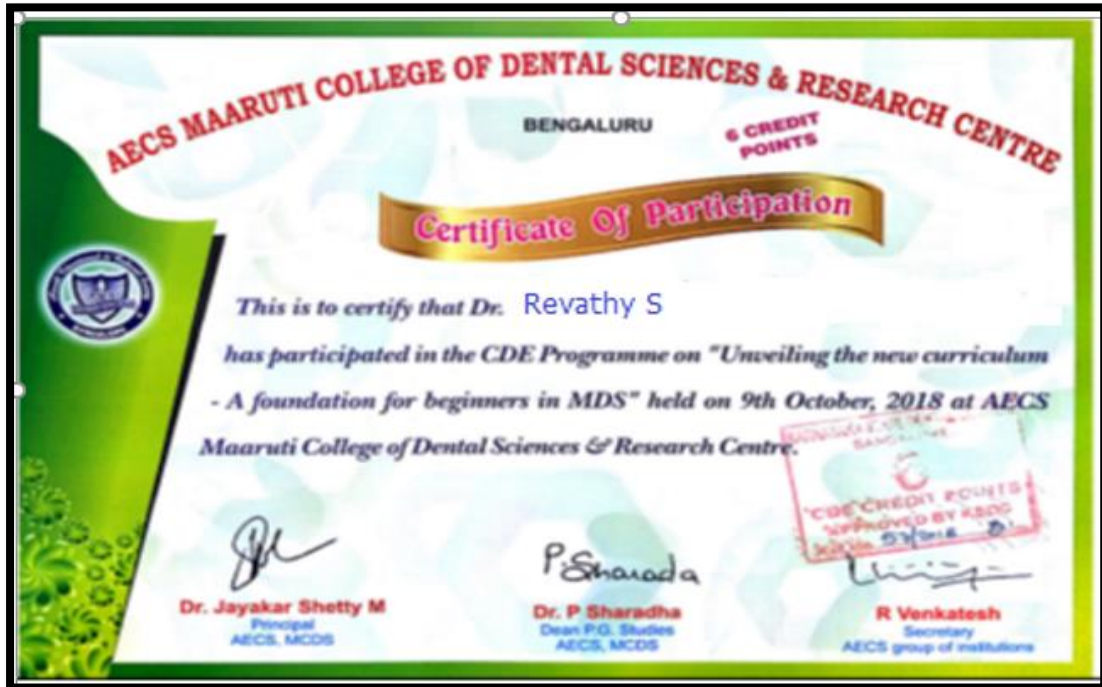 AECS MAARUTI COLLEGE OF DENTAL SCIENCES & RESEARCH CENTRE
BENGALURU
6 CREDIT
POINTS
Certificate Of Participation
This is to certify that Dr. Revathy S
has participated in the CDE Programme on "Unveiling the new curriculum
- A foundation for beginners in MDS" held on 9th October, 2018 at AECS
Maaruti College of Dental Sciences & Research Centre.
BANGALORE
CDE CREDIT POINTS
APPROVED BY KSDC
P. Sharada
Dr. Jayakar Shetty M
Principal
AECS, MCDS
Dr. P Sharadha
Dean P.G. Studies
AECS, MCDS
R Venkatesh
Secretary
AECS group of institutions